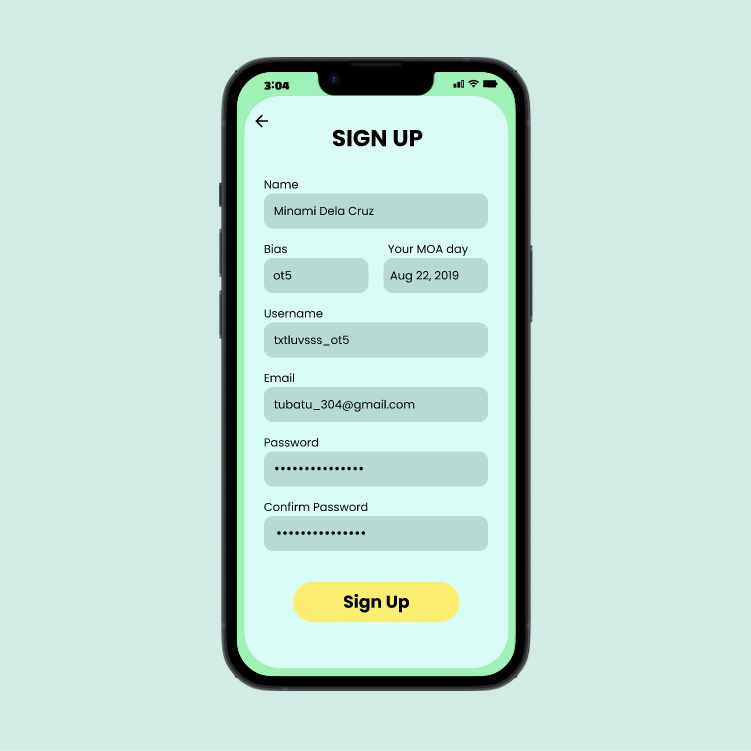 3:04
SIGN UP
Name
Minami Dela Cruz
Bias
Your MOA day
ot5
Aug 22, 2019
Username
txtluvsss_ot5
Email
tubatu_304@gmail.com
Password
•••••••••••••••
Confirm Password
•••••••••••••••
Sign Up